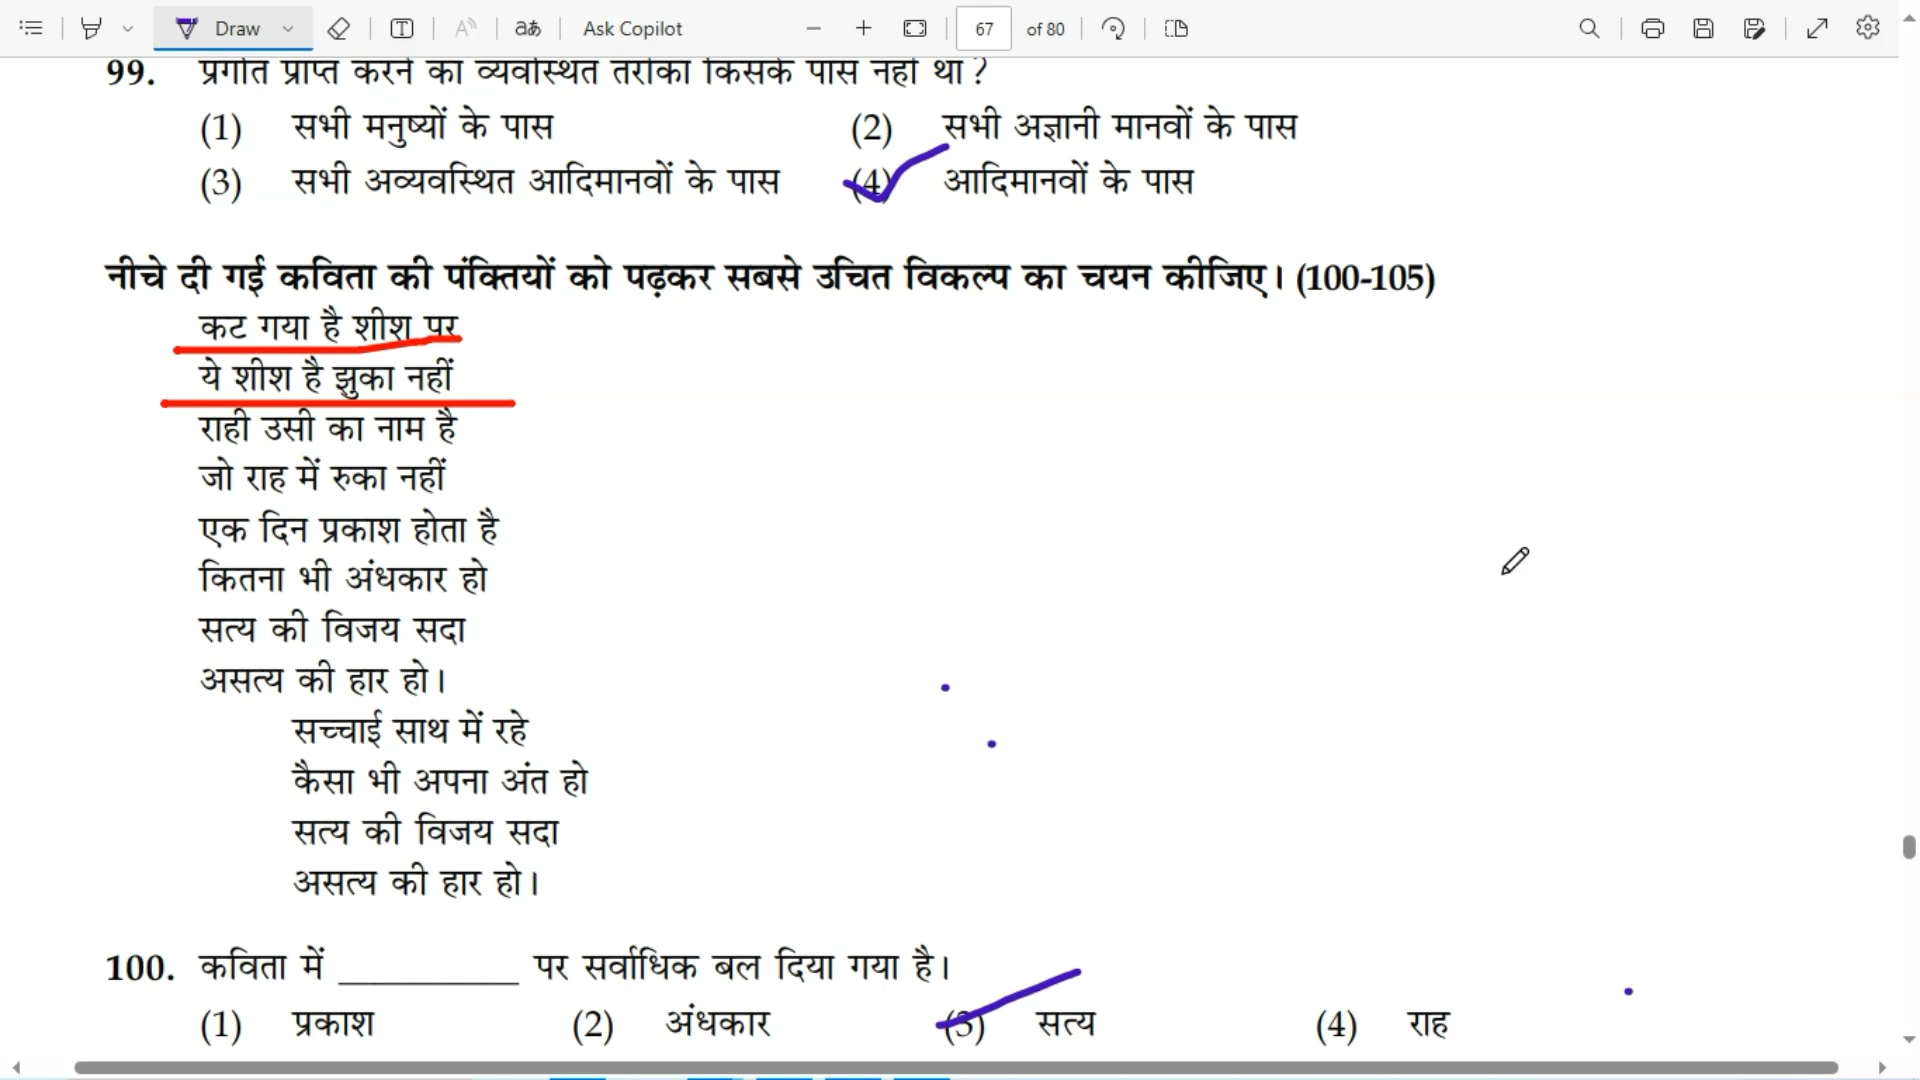 Draw
Ask Copilot
67 of 80
99. प्रगति प्राप्त करने का व्यवस्थित तरीका किसके पास नहीं था?
(1) सभी मनुष्यों के पास (2) सभी अज्ञानी मानवों के पास
(3) सभी अव्यवस्थित आदिमानवों के पास (4) आदिमानवों के पास
नीचे दी गई कविता की पंक्तियों को पढ़कर सबसे उचित विकल्प का चयन कीजिए। (100-105)
कट गया है शीश पर
ये शीश है झुका नहीं
राही उसी का नाम है
जो राह में रुका नहीं
एक दिन प्रकाश होता है
कितना भी अंधकार हो
सत्य की विजय सदा
असत्य की हार हो।
सच्चाई साथ में रहे
कैसा भी अपना अंत हो
सत्य की विजय सदा
असत्य की हार हो।
100. कविता में __________ पर सर्वाधिक बल दिया गया है।
(1) प्रकाश (2) अंधकार (3) सत्य (4) राह